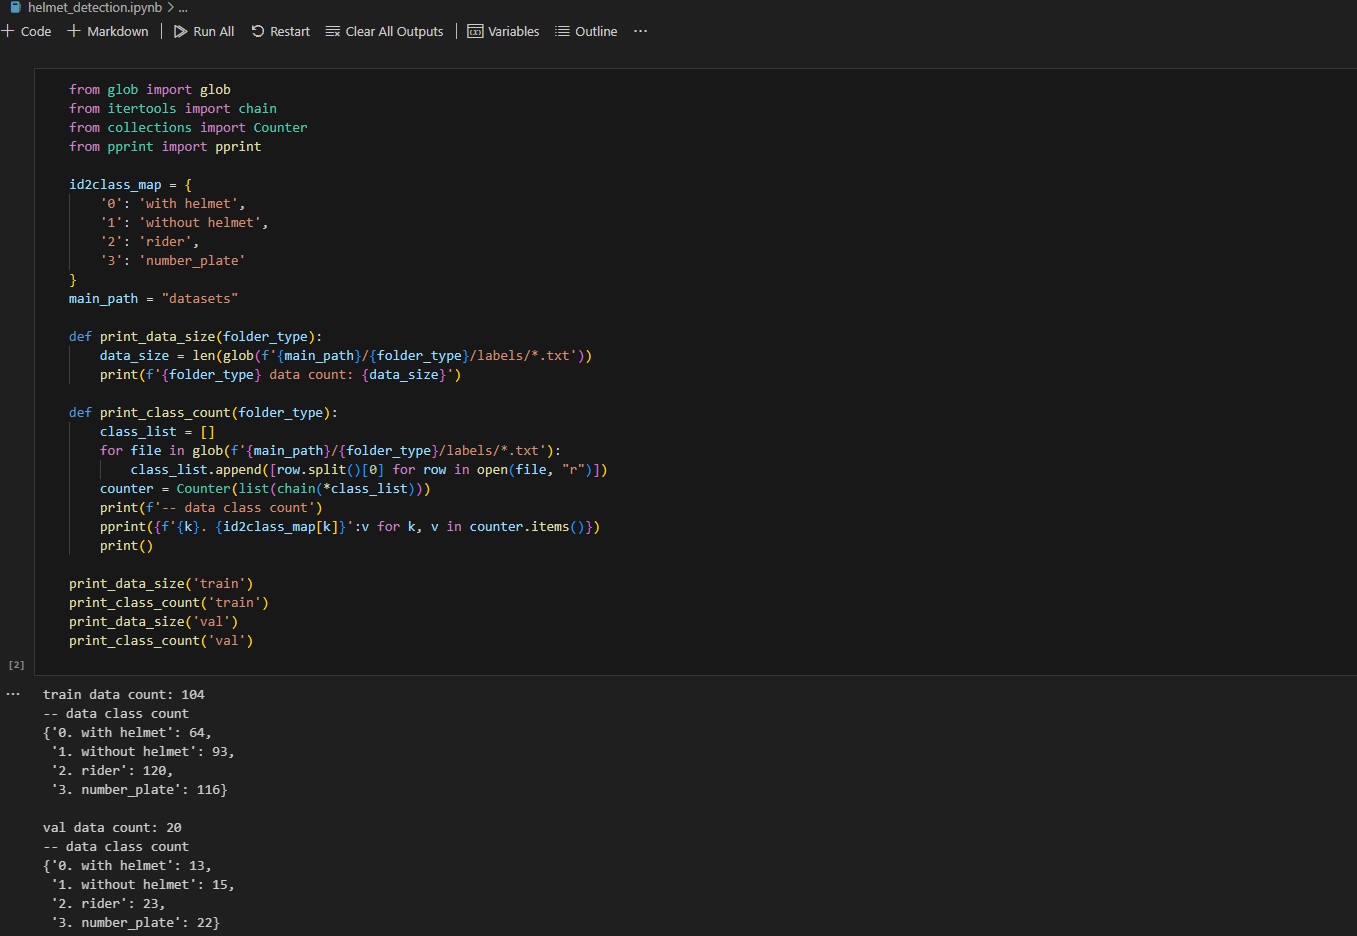 helmet_detection.ipynb > ...
+ Code + Markdown | Run All Restart Clear All Outputs | Variables Outline ...
from glob import glob
from itertools import chain
from collections import Counter
from pprint import pprint
id2class_map = {
    '0': 'with helmet',
    '1': 'without helmet',
    '2': 'rider',
    '3': 'number_plate'
}
main_path = "datasets"
def print_data_size(folder_type):
    data_size = len(glob(f'{main_path}/{folder_type}/labels/*.txt'))
    print(f'{folder_type} data count: {data_size}')
def print_class_count(folder_type):
    class_list = []
    for file in glob(f'{main_path}/{folder_type}/labels/*.txt'):
        class_list.append([row.split()[0] for row in open(file, "r")])
    counter = Counter(list(chain(*class_list)))
    print(f'-- data class count')
    pprint({f'{k}. {id2class_map[k]}':v for k, v in counter.items()})
    print()
print_data_size('train')
print_class_count('train')
print_data_size('val')
print_class_count('val')
[2]
... train data count: 104
-- data class count
{'0. with helmet': 64,
 '1. without helmet': 93,
 '2. rider': 120,
 '3. number_plate': 116}
val data count: 20
-- data class count
{'0. with helmet': 13,
 '1. without helmet': 15,
 '2. rider': 23,
 '3. number_plate': 22}